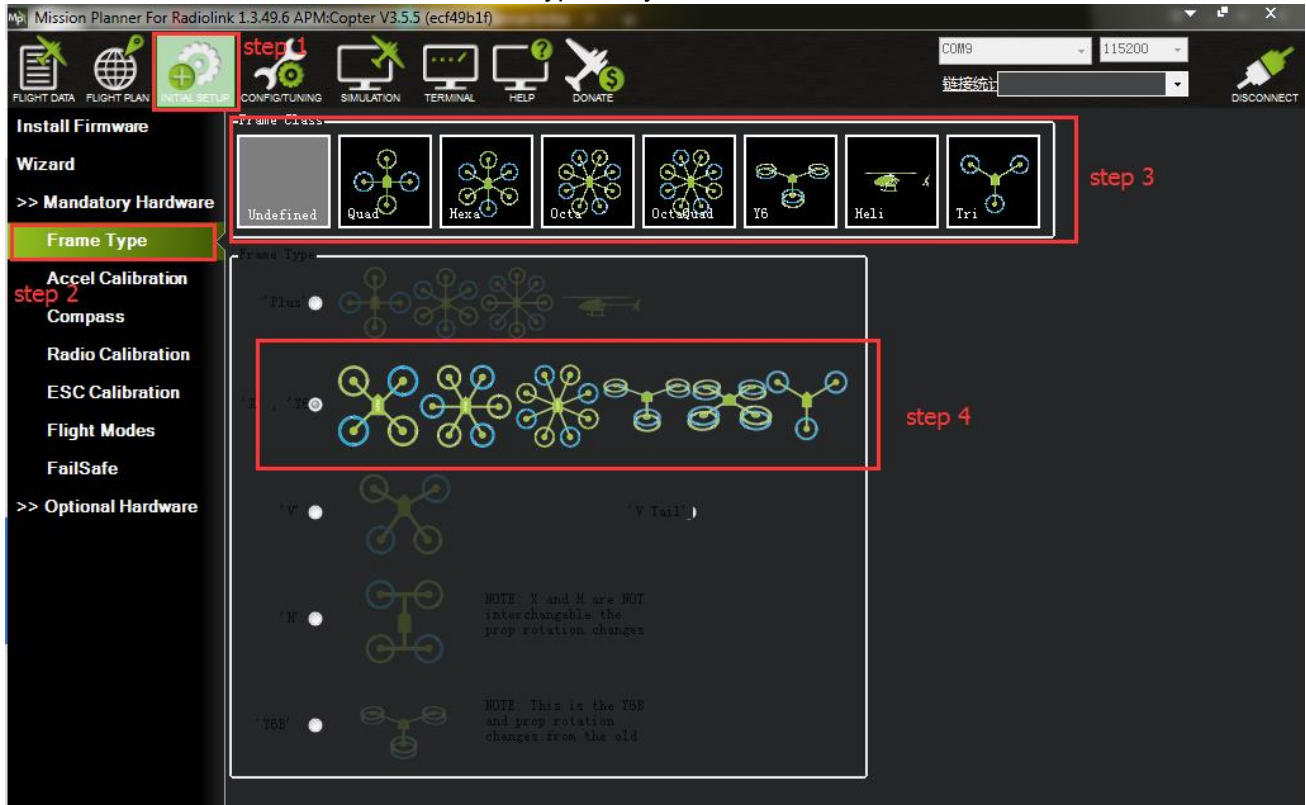 Mission Planner For Radiolink 1.3.49.6 APM:Copter V3.5.5 (ecf49b1f)
step 1
COM9
115200
链接统计
FLIGHT DATA
FLIGHT PLAN
INITIAL SETUP
CONFIG/TUNING
SIMULATION
TERMINAL
HELP
DONATE
DISCONNECT
Install Firmware
Wizard
>> Mandatory Hardware
Frame Type
step 2
Accel Calibration
Compass
Radio Calibration
ESC Calibration
Flight Modes
FailSafe
>> Optional Hardware
Frame Class
Undefined
Quad
Hexa
Octa
OctaQuad
Y6
Heli
Tri
step 3
Frame Type
'Plus'
step 4
'V'
'V Tail'
'H'
NOTE: X and H are NOT
interchangable the
prop rotation changes
'Y6B'
NOTE: This is the Y6B
and prop rotation
changes from the old